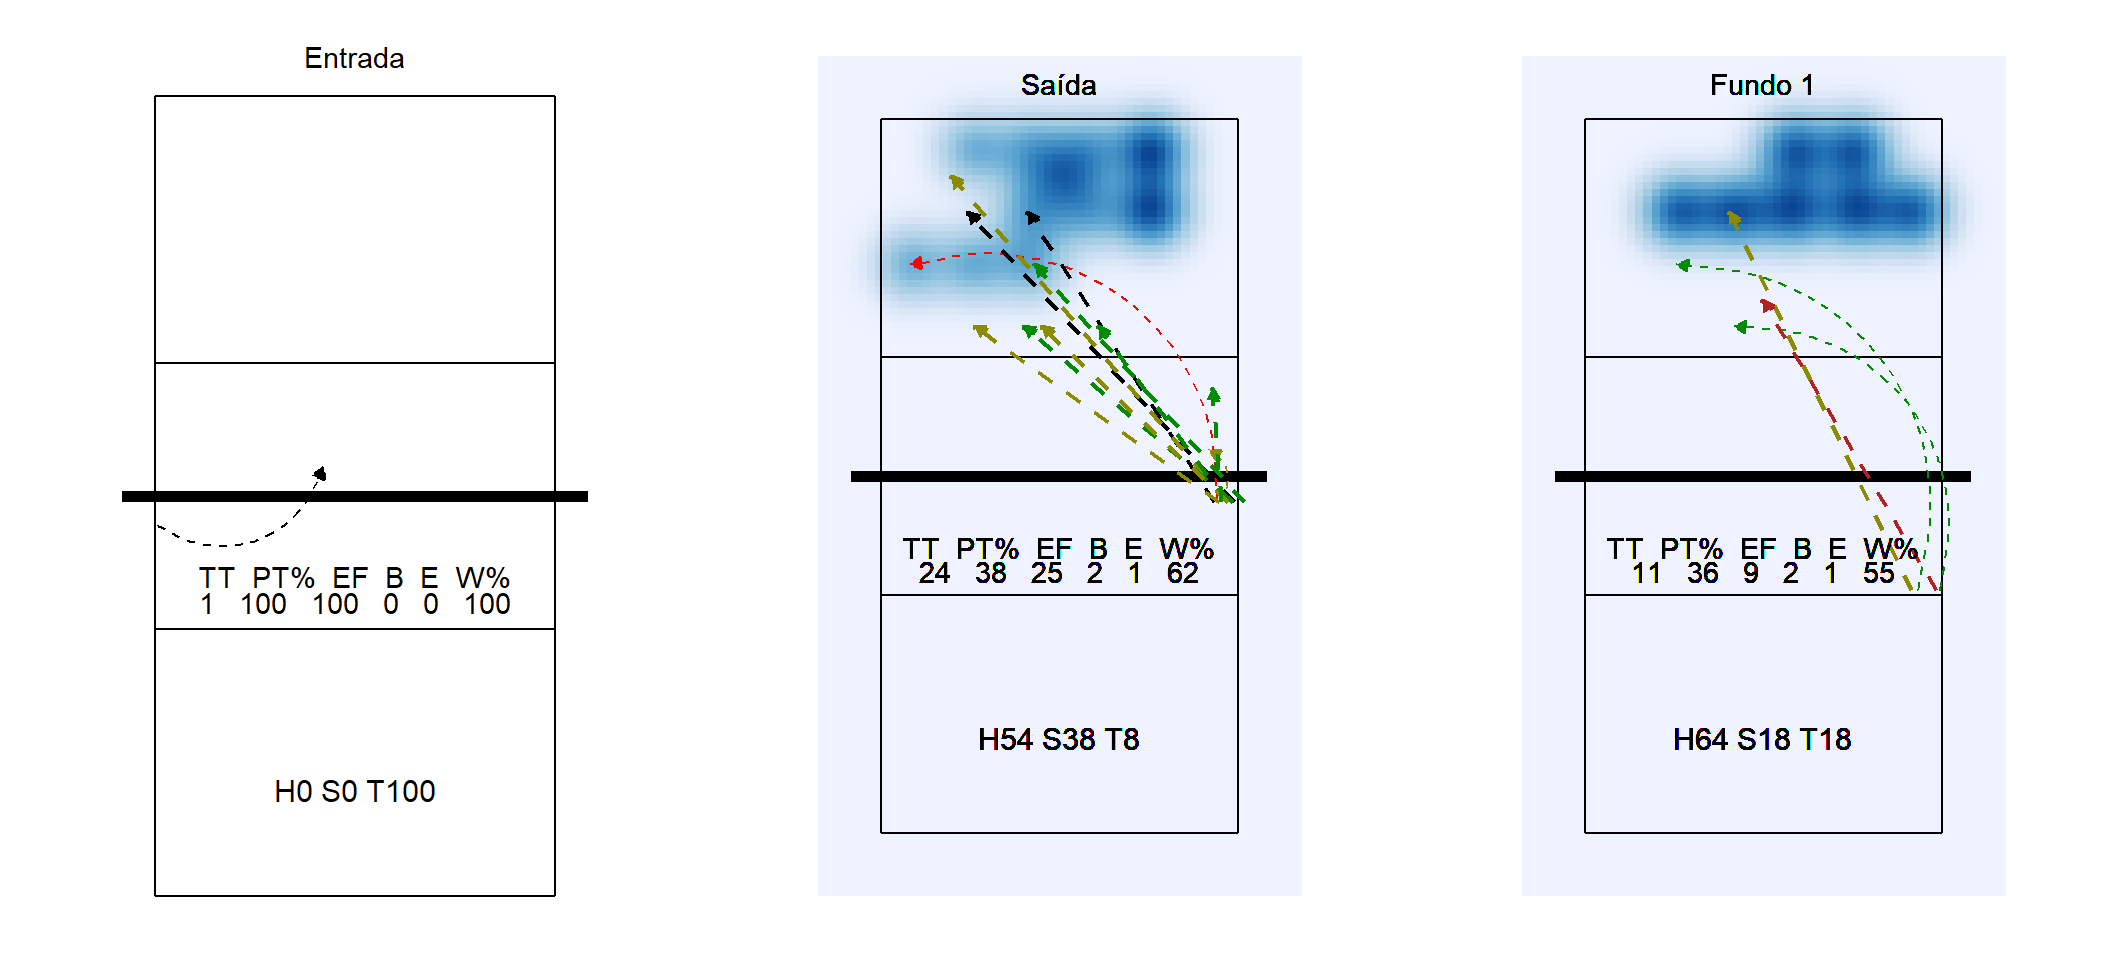 Entrada
TT PT% EF B E W%
1 100 100 0 0 100
H0 S0 T100
Saída
TT PT% EF B E W%
24 38 25 2 1 62
H54 S38 T8
Fundo 1
TT PT% EF B E W%
11 36 9 2 1 55
H64 S18 T18